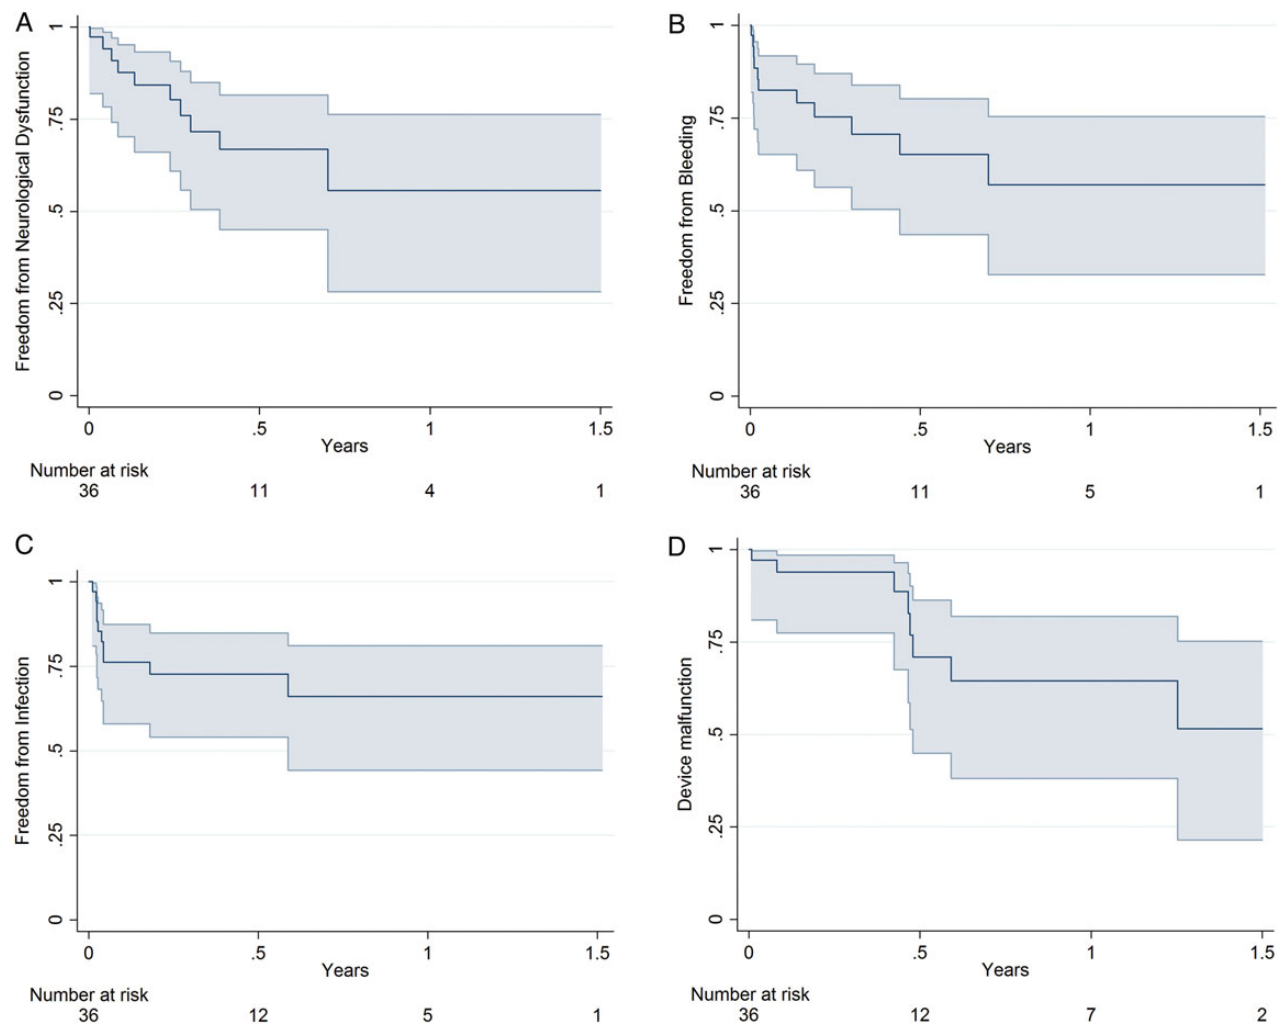 A
Freedom from Neurological Dysfunction
1
.75
.5
.25
0
0 .5 1 1.5
Years
Number at risk
36 11 4 1
B
Freedom from Bleeding
1
.75
.5
.25
0
0 .5 1 1.5
Years
Number at risk
36 11 5 1
C
Freedom from Infection
1
.75
.5
.25
0
0 .5 1 1.5
Years
Number at risk
36 12 5 1
D
Device malfunction
1
.75
.5
.25
0
0 .5 1 1.5
Years
Number at risk
36 12 7 2